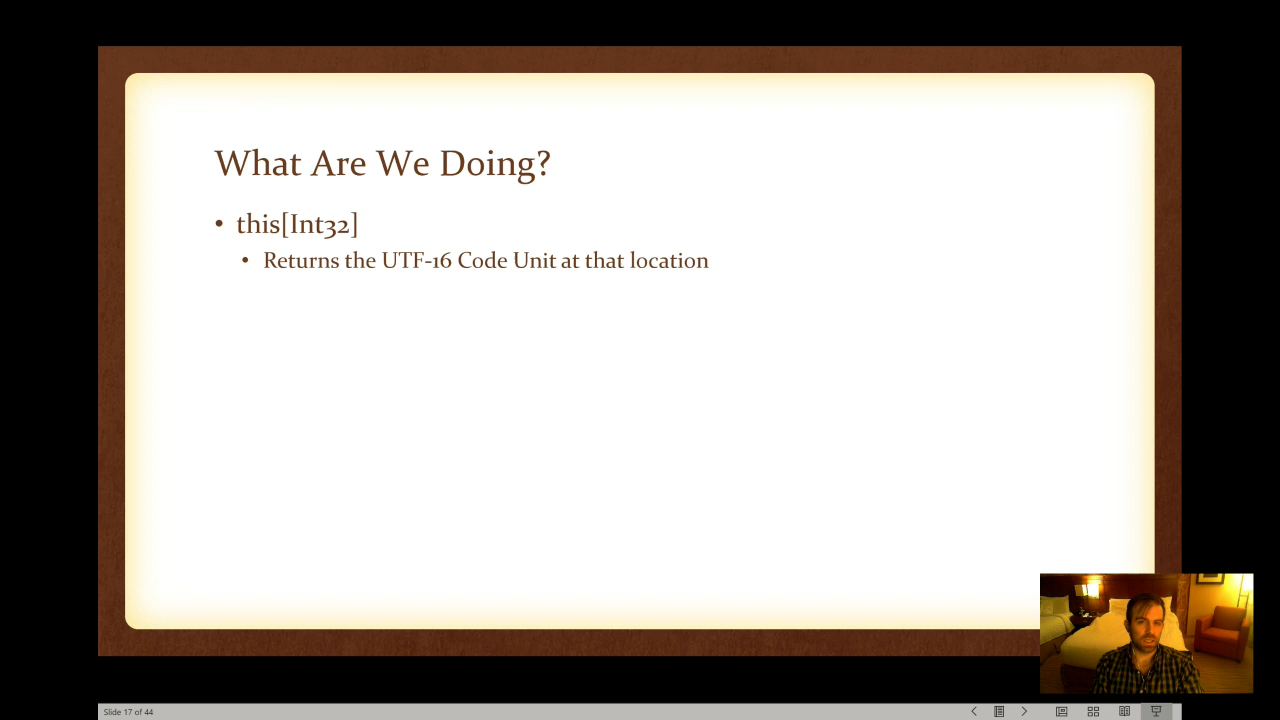 What Are We Doing?
• this[Int32]
• Returns the UTF-16 Code Unit at that location
Slide 17 of 44